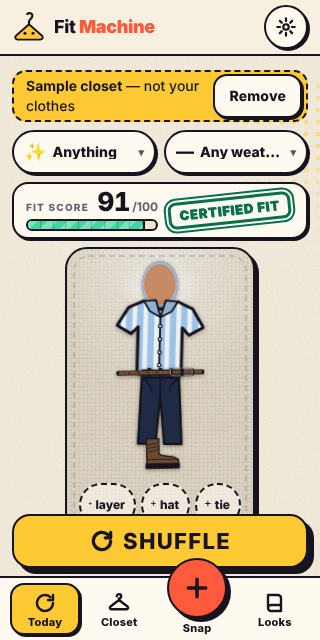 Fit Machine
Sample closet — not your
clothes
Remove
✨ Anything ▾
— Any weat... ▾
FIT SCORE 91 /100
CERTIFIED FIT
+ layer
+ hat
+ tie
SHUFFLE
Today
Closet
Snap
Looks